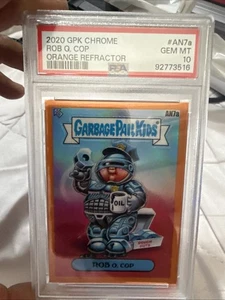 2020 GPK CHROME #AN7a
ROB O. COP GEM MT
ORANGE REFRACTOR 10
PSA 92773516
AN7a
GARBAGE PAIL KIDS
OIL
ROB O. COP